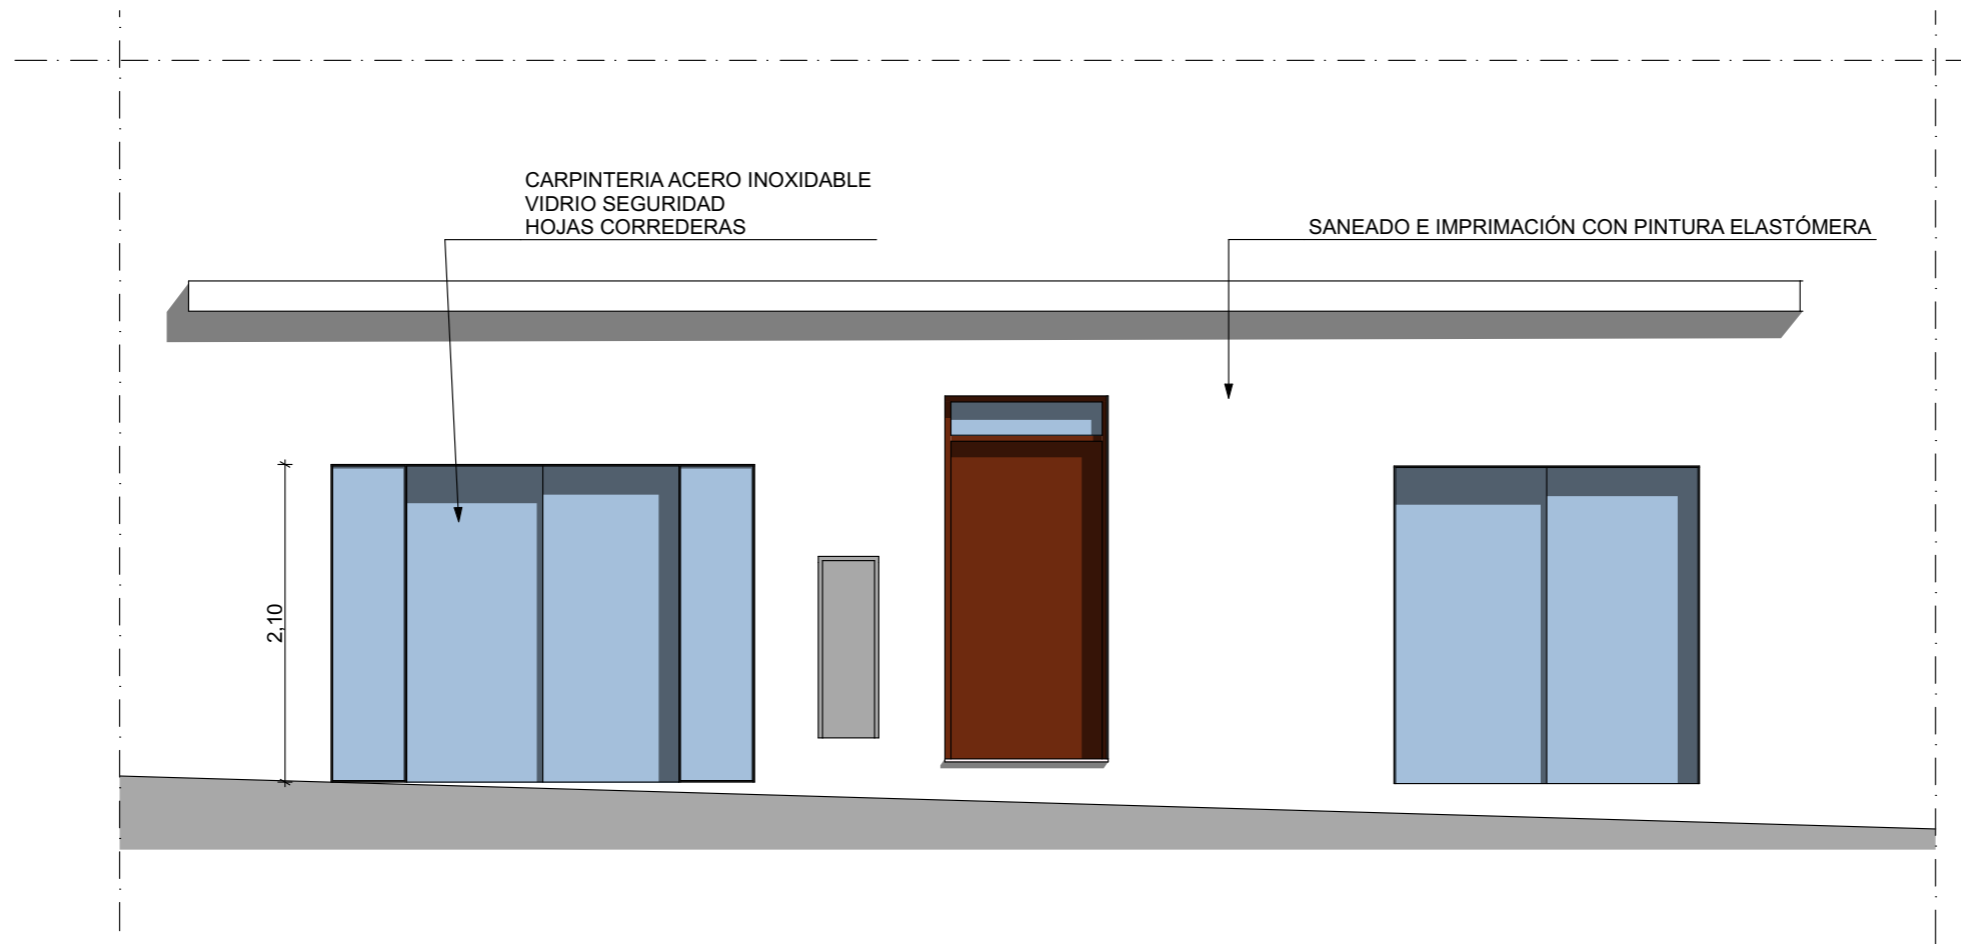 CARPINTERIA ACERO INOXIDABLE
VIDRIO SEGURIDAD
HOJAS CORREDERAS
SANEADO E IMPRIMACIÓN CON PINTURA ELASTÓMERA
2,10